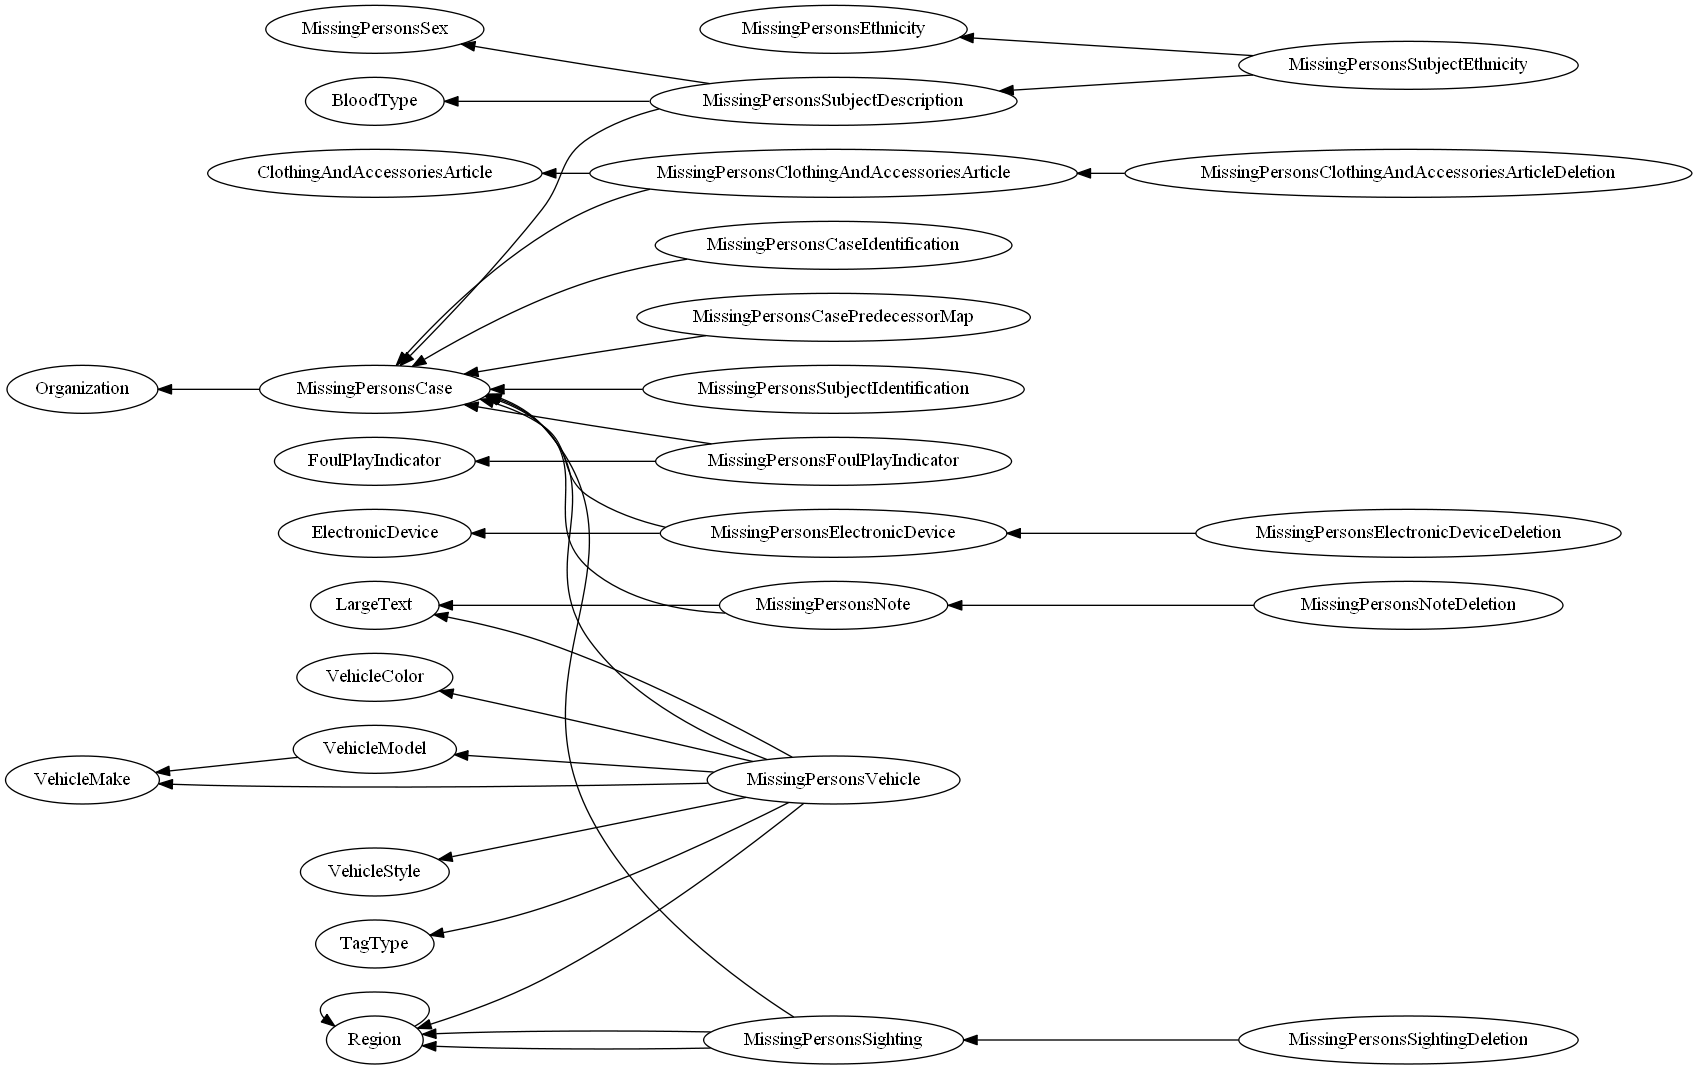 MissingPersonsSex
MissingPersonsEthnicity
MissingPersonsSubjectEthnicity
BloodType
MissingPersonsSubjectDescription
ClothingAndAccessoriesArticle
MissingPersonsClothingAndAccessoriesArticle
MissingPersonsClothingAndAccessoriesArticleDeletion
MissingPersonsCaseIdentification
MissingPersonsCasePredecessorMap
Organization
MissingPersonsCase
MissingPersonsSubjectIdentification
FoulPlayIndicator
MissingPersonsFoulPlayIndicator
ElectronicDevice
MissingPersonsElectronicDevice
MissingPersonsElectronicDeviceDeletion
LargeText
MissingPersonsNote
MissingPersonsNoteDeletion
VehicleColor
VehicleModel
VehicleMake
MissingPersonsVehicle
VehicleStyle
TagType
Region
MissingPersonsSighting
MissingPersonsSightingDeletion